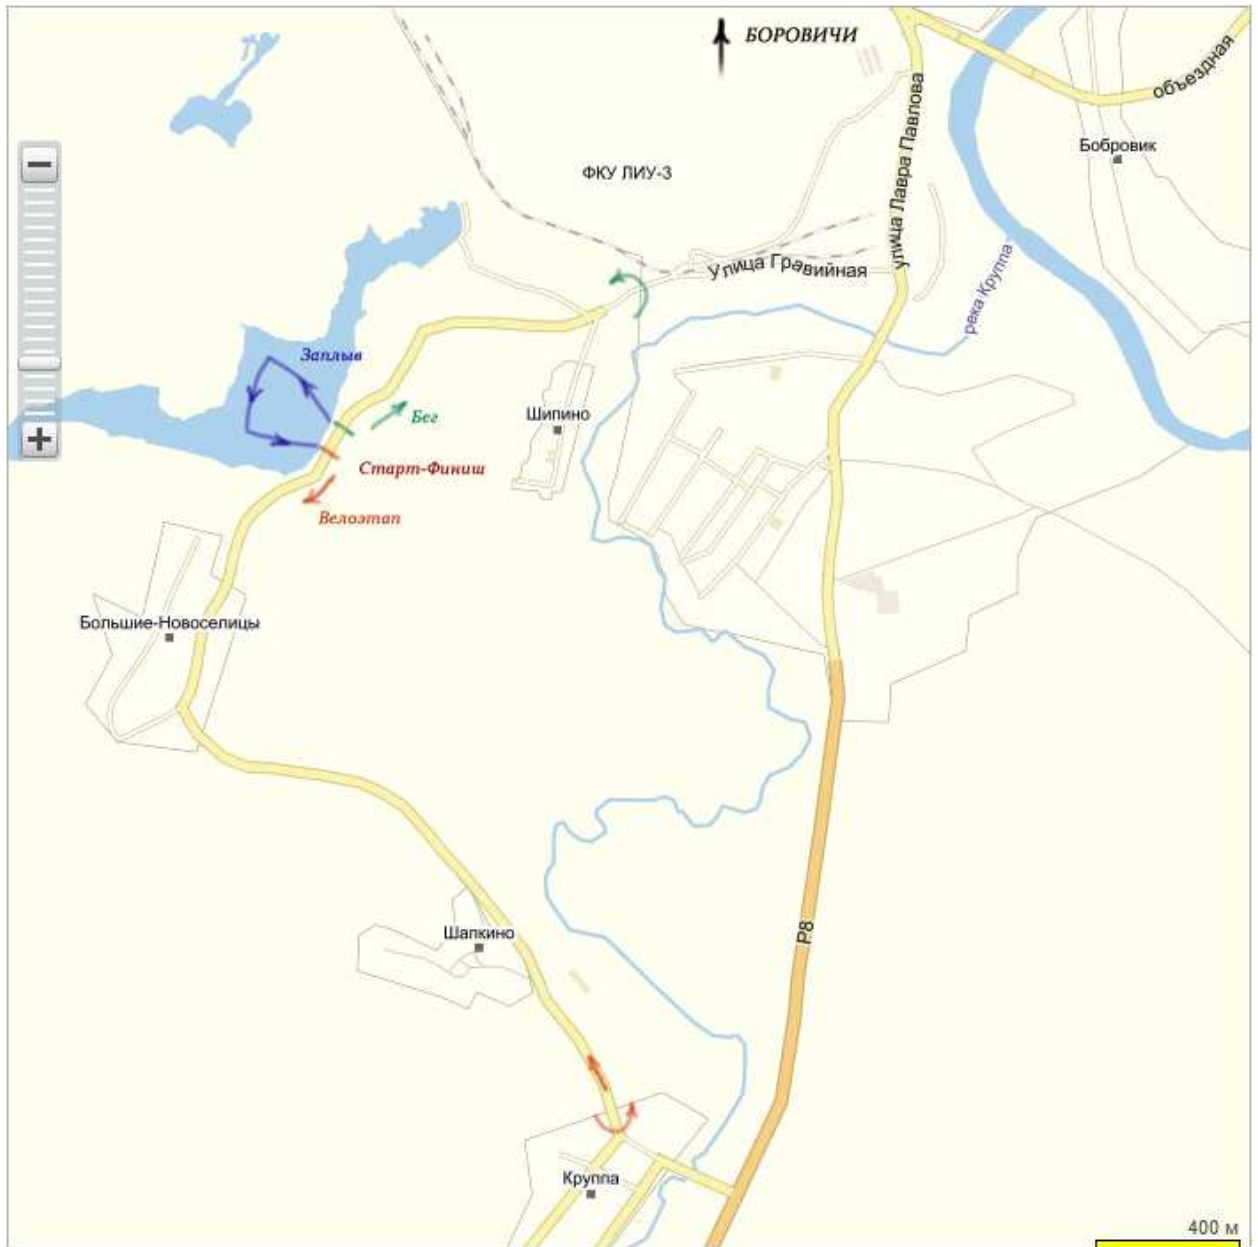 БОРОВИЧИ
объездная
улица Лавра Павлова
Бобровик
ФКУ ЛИУ-3
Улица Гравийная
река Круппа
Заплыв
Бег
Шипино
Старт-Финиш
Велоэтап
Большие-Новоселицы
Шапкино
Р8
Круппа
400 м